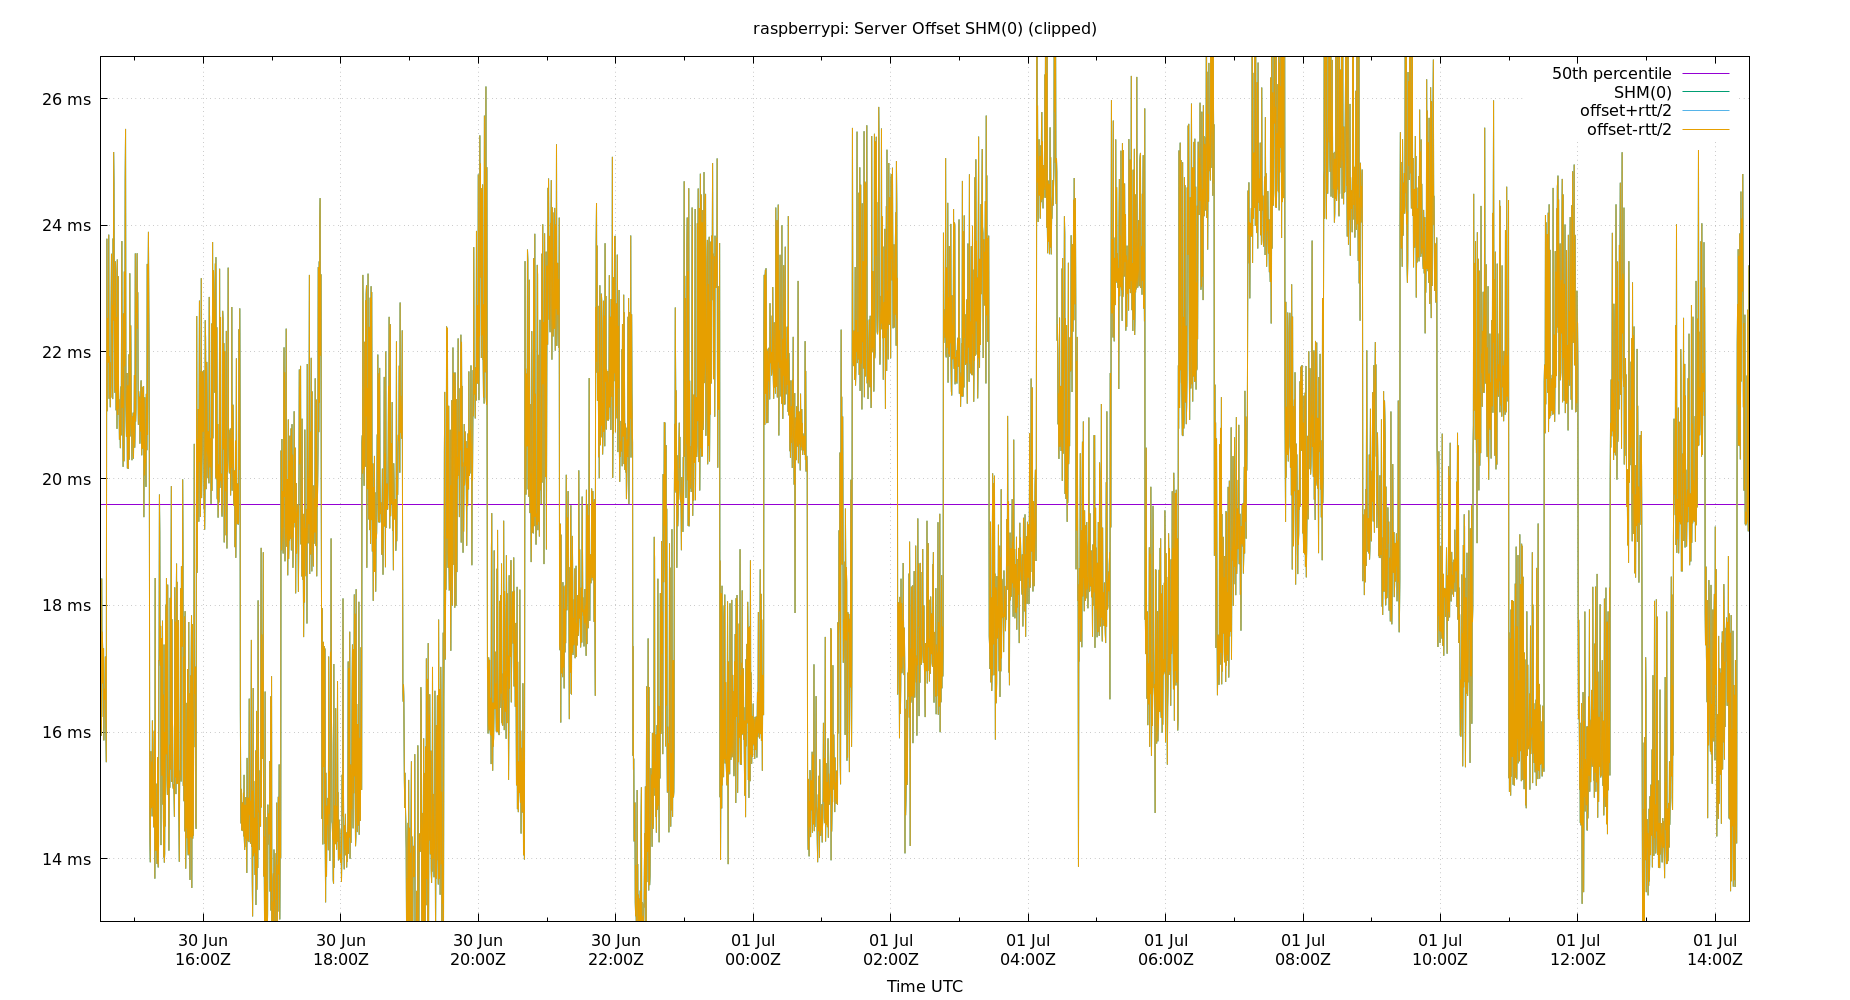 raspberrypi: Server Offset SHM(0) (clipped)
50th percentile
SHM(0)
offset+rtt/2
offset-rtt/2
26 ms
24 ms
22 ms
20 ms
18 ms
16 ms
14 ms
30 Jun 30 Jun 30 Jun 30 Jun 01 Jul 01 Jul 01 Jul 01 Jul 01 Jul 01 Jul 01 Jul 01 Jul
16:00Z 18:00Z 20:00Z 22:00Z 00:00Z 02:00Z 04:00Z 06:00Z 08:00Z 10:00Z 12:00Z 14:00Z
Time UTC